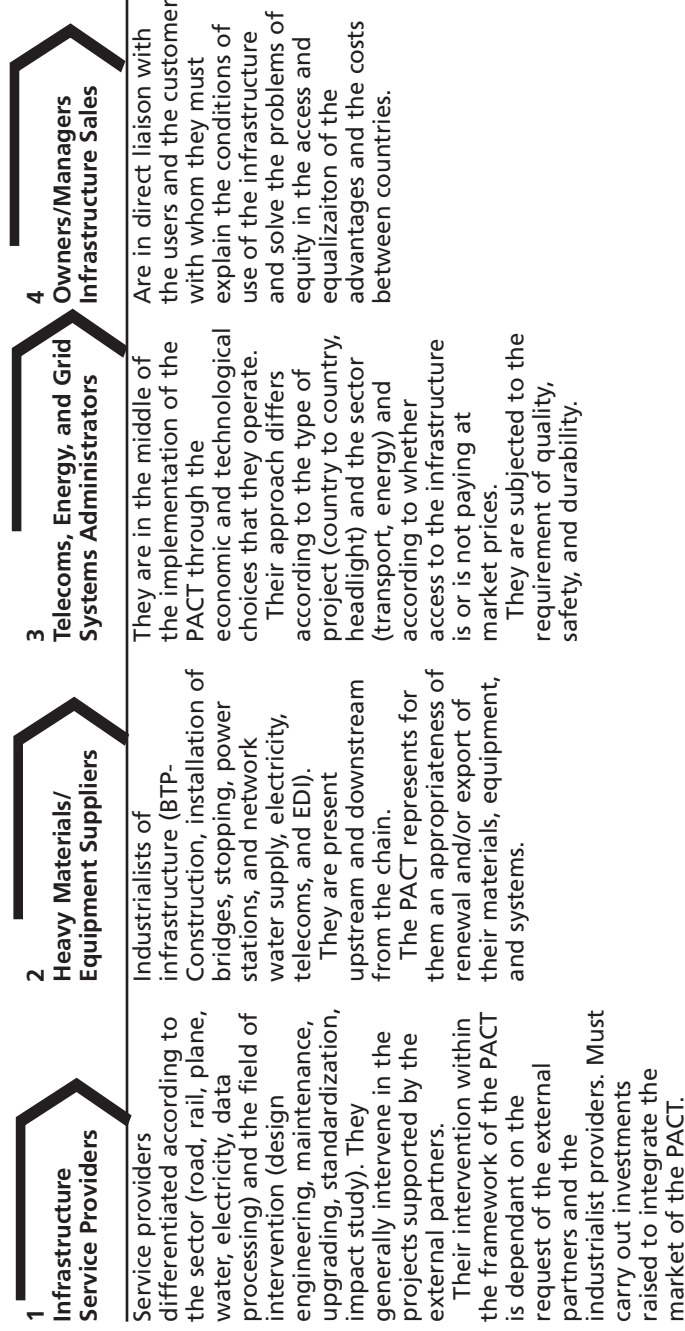 1
Infrastructure
Service Providers
Service providers
differentiated according to
the sector (road, rail, plane,
water, electricity, data
processing) and the field of
intervention (design
engineering, maintenance,
upgrading, standardization,
impact study). They
generally intervene in the
projects supported by the
external partners.
Their intervention within
the framework of the PACT
is dependant on the
request of the external
partners and the
industrialist providers. Must
carry out investments
raised to integrate the
market of the PACT.
2
Heavy Materials/
Equipment Suppliers
Industrialists of
infrastructure (BTP-
Construction, installation of
bridges, stopping, power
stations, and network
water supply, electricity,
telecoms, and EDI).
They are present
upstream and downstream
from the chain.
The PACT represents for
them an appropriateness of
renewal and/or export of
their materials, equipment,
and systems.
3
Telecoms, Energy, and Grid
Systems Administrators
They are in the middle of
the implementation of the
PACT through the
economic and technological
choices that they operate.
Their approach differs
according to the type of
project (country to country,
headlight) and the sector
(transport, energy) and
according to whether
access to the infrastructure
is or is not paying at
market prices.
They are subjected to the
requirement of quality,
safety, and durability.
4
Owners/Managers
Infrastructure Sales
Are in direct liaison with
the users and the customer
with whom they must
explain the conditions of
use of the infrastructure
and solve the problems of
equity in the access and
equalizaiton of the
advantages and the costs
between countries.